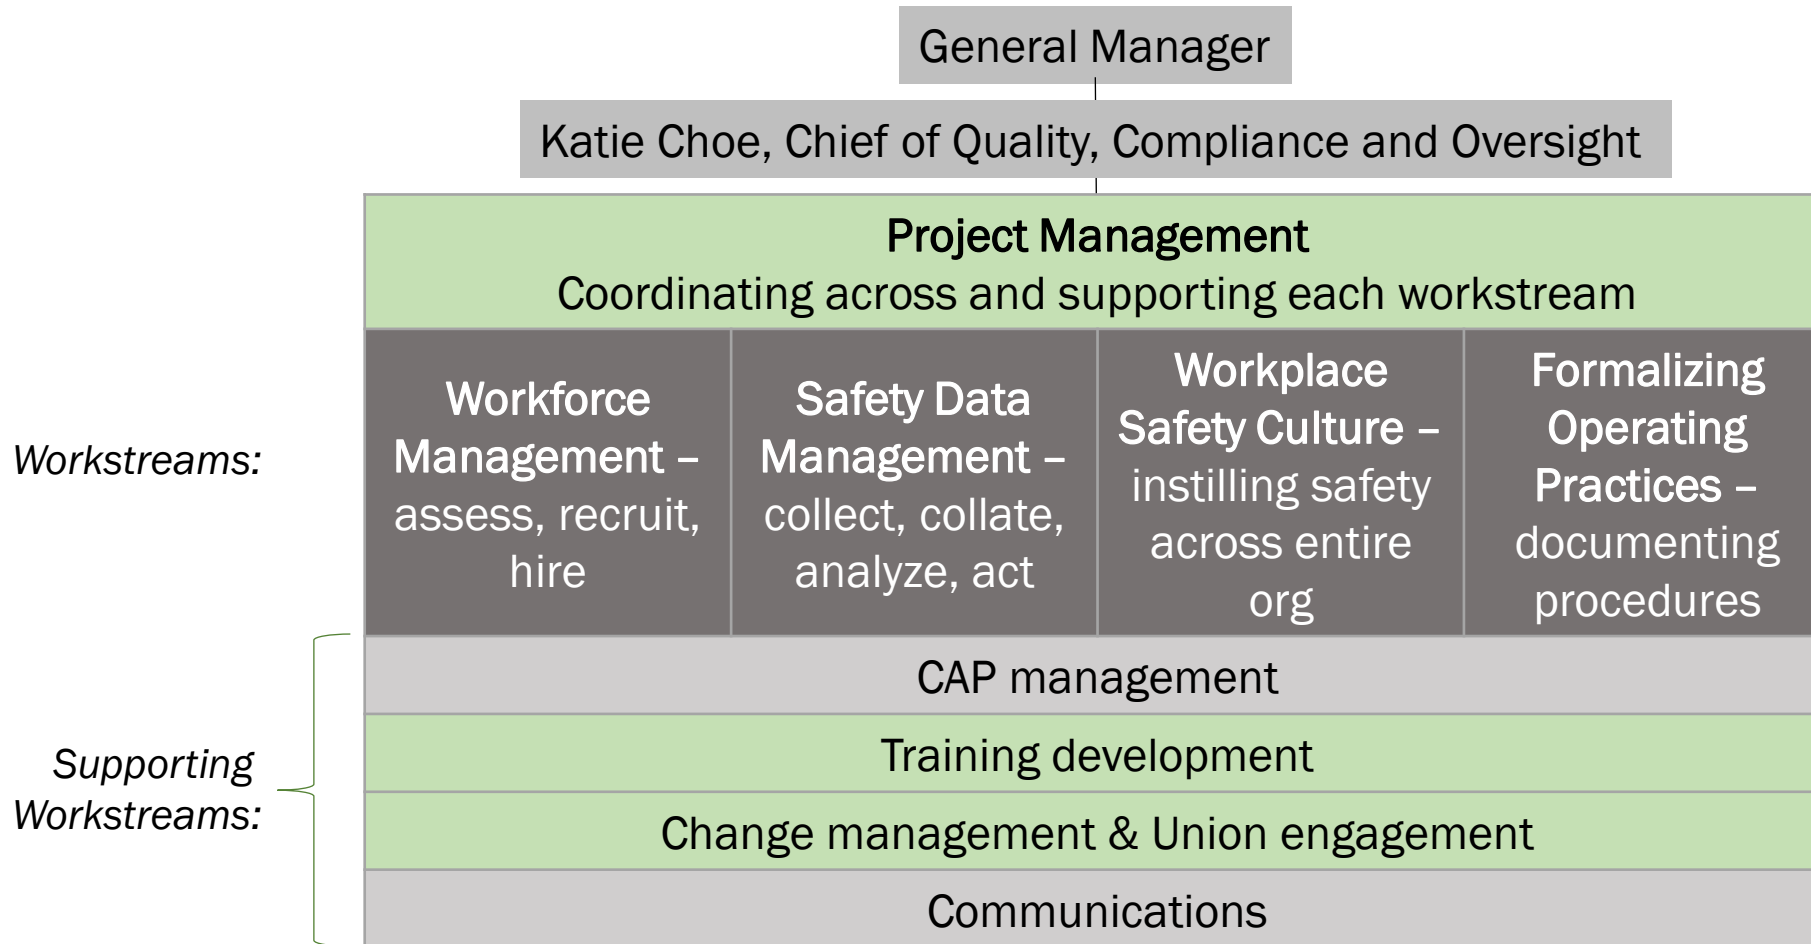 General Manager
Katie Choe, Chief of Quality, Compliance and Oversight
Project Management
Coordinating across and supporting each workstream
Workstreams:
Workforce
Management –
assess, recruit,
hire
Safety Data
Management –
collect, collate,
analyze, act
Workplace
Safety Culture –
instilling safety
across entire
org
Formalizing
Operating
Practices –
documenting
procedures
Supporting
Workstreams:
CAP management
Training development
Change management & Union engagement
Communications